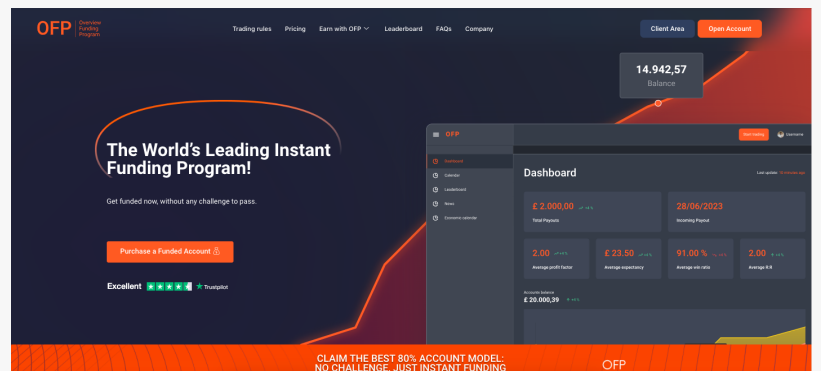 OFP
Overview
Funding
Program
Trading rules
Pricing
Earn with OFP
Leaderboard
FAQs
Company
Client Area
Open Account
14.942,57
Balance
The World's Leading Instant
Funding Program!
Get funded now, without any challenge to pass.
Purchase a Funded Account
Excellent
Trustpilot
OFP
Start trading
Username
Dashboard
Calendar
Leaderboard
News
Economic calendar
Dashboard
Last update: 12 minutes ago
£ 2.000,00
Total Payouts
28/06/2023
Incoming Payout
2.00
Average profit factor
£ 23.50
Average expectancy
91.00 %
Average win ratio
2.00
Average R:R
Accounts balance
£ 20.000,39
CLAIM THE BEST 80% ACCOUNT MODEL:
NO CHALLENGE, JUST INSTANT FUNDING
OFP